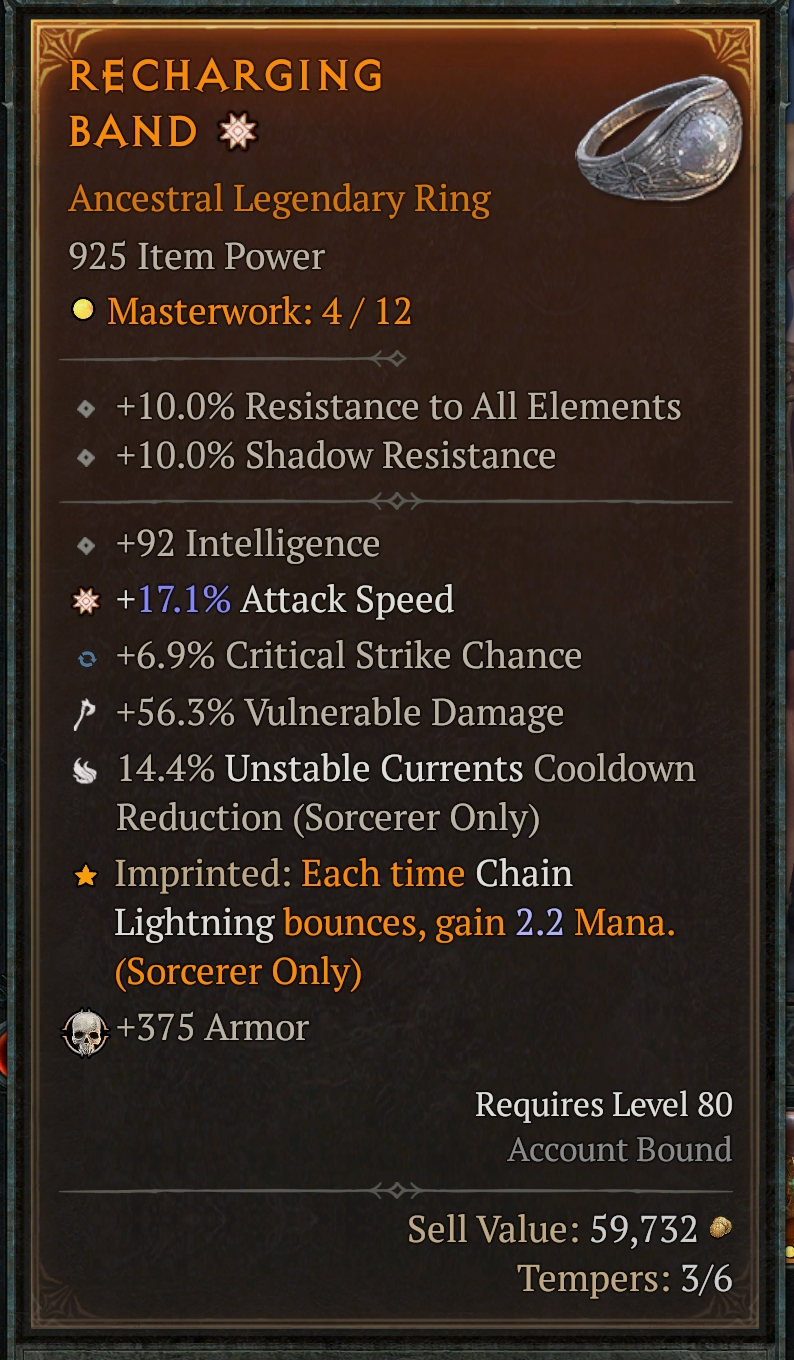 RECHARGING
BAND
Ancestral Legendary Ring
925 Item Power
Masterwork: 4 / 12
+10.0% Resistance to All Elements
+10.0% Shadow Resistance
+92 Intelligence
+17.1% Attack Speed
+6.9% Critical Strike Chance
+56.3% Vulnerable Damage
14.4% Unstable Currents Cooldown
Reduction (Sorcerer Only)
Imprinted: Each time Chain
Lightning bounces, gain 2.2 Mana.
(Sorcerer Only)
+375 Armor
Requires Level 80
Account Bound
Sell Value: 59,732
Tempers: 3/6